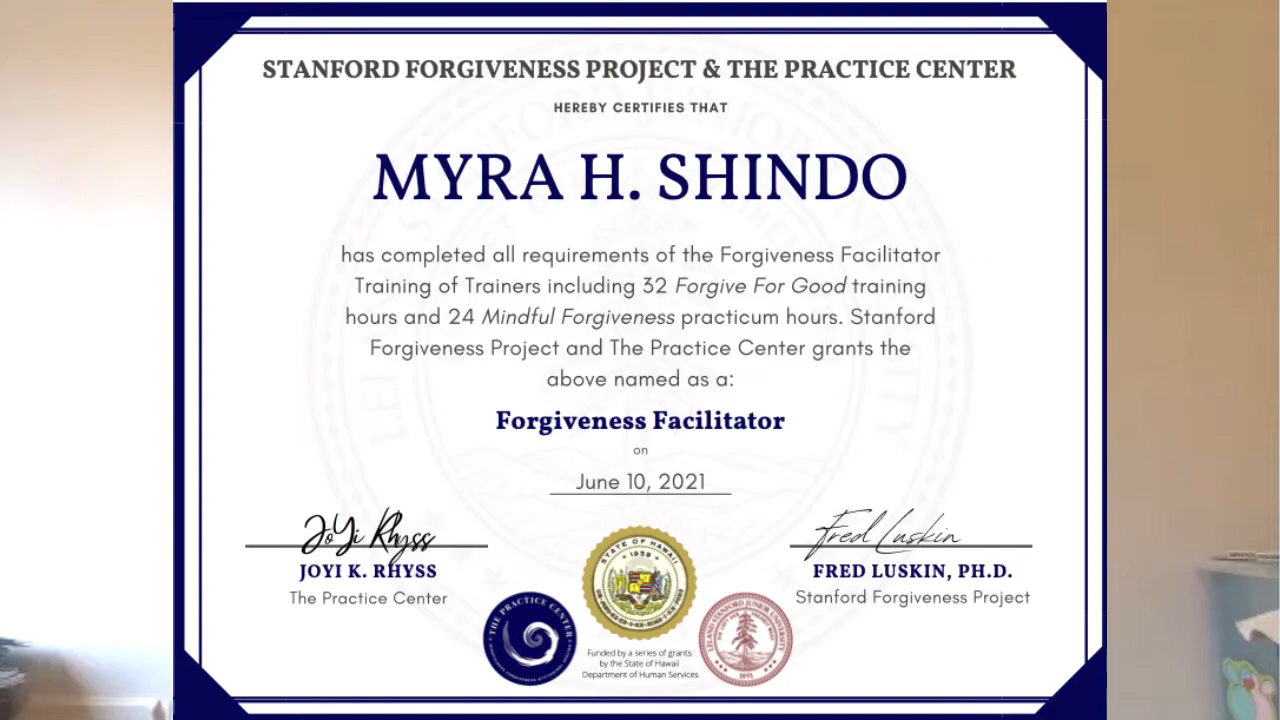 STANFORD FORGIVENESS PROJECT & THE PRACTICE CENTER
HEREBY CERTIFIES THAT
MYRA H. SHINDO
has completed all requirements of the Forgiveness Facilitator
Training of Trainers including 32 Forgive For Good training
hours and 24 Mindful Forgiveness practicum hours. Stanford
Forgiveness Project and The Practice Center grants the
above named as a:
Forgiveness Facilitator
on
June 10, 2021
JoYi Rhyss
Fred Luskin
JOYI K. RHYSS
FRED LUSKIN, PH.D.
The Practice Center
Stanford Forgiveness Project
STATE OF HAWAII
1959
THE PRACTICE CENTER
LELAND STANFORD JUNIOR UNIVERSITY
1891
Funded by a series of grants
by the State of Hawaii
Department of Human Services